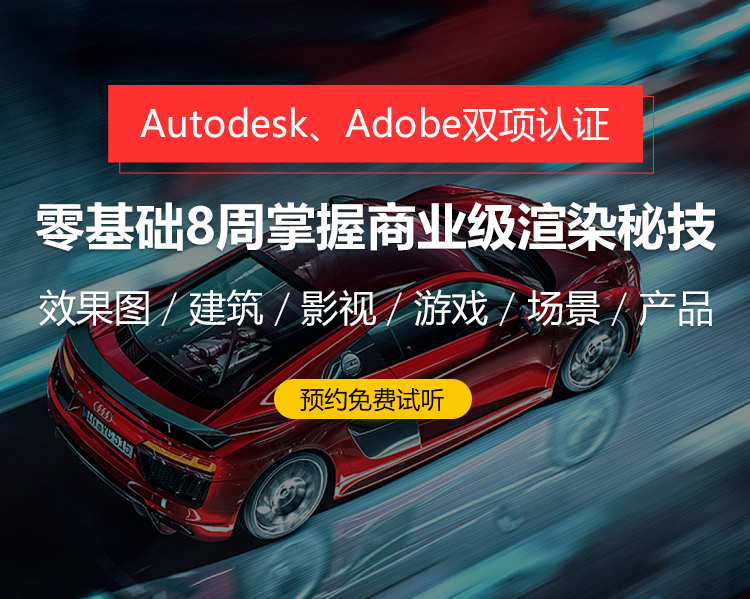 Autodesk、Adobe双项认证
零基础8周掌握商业级渲染秘技
效果图 / 建筑 / 影视 / 游戏 / 场景 / 产品
预约免费试听